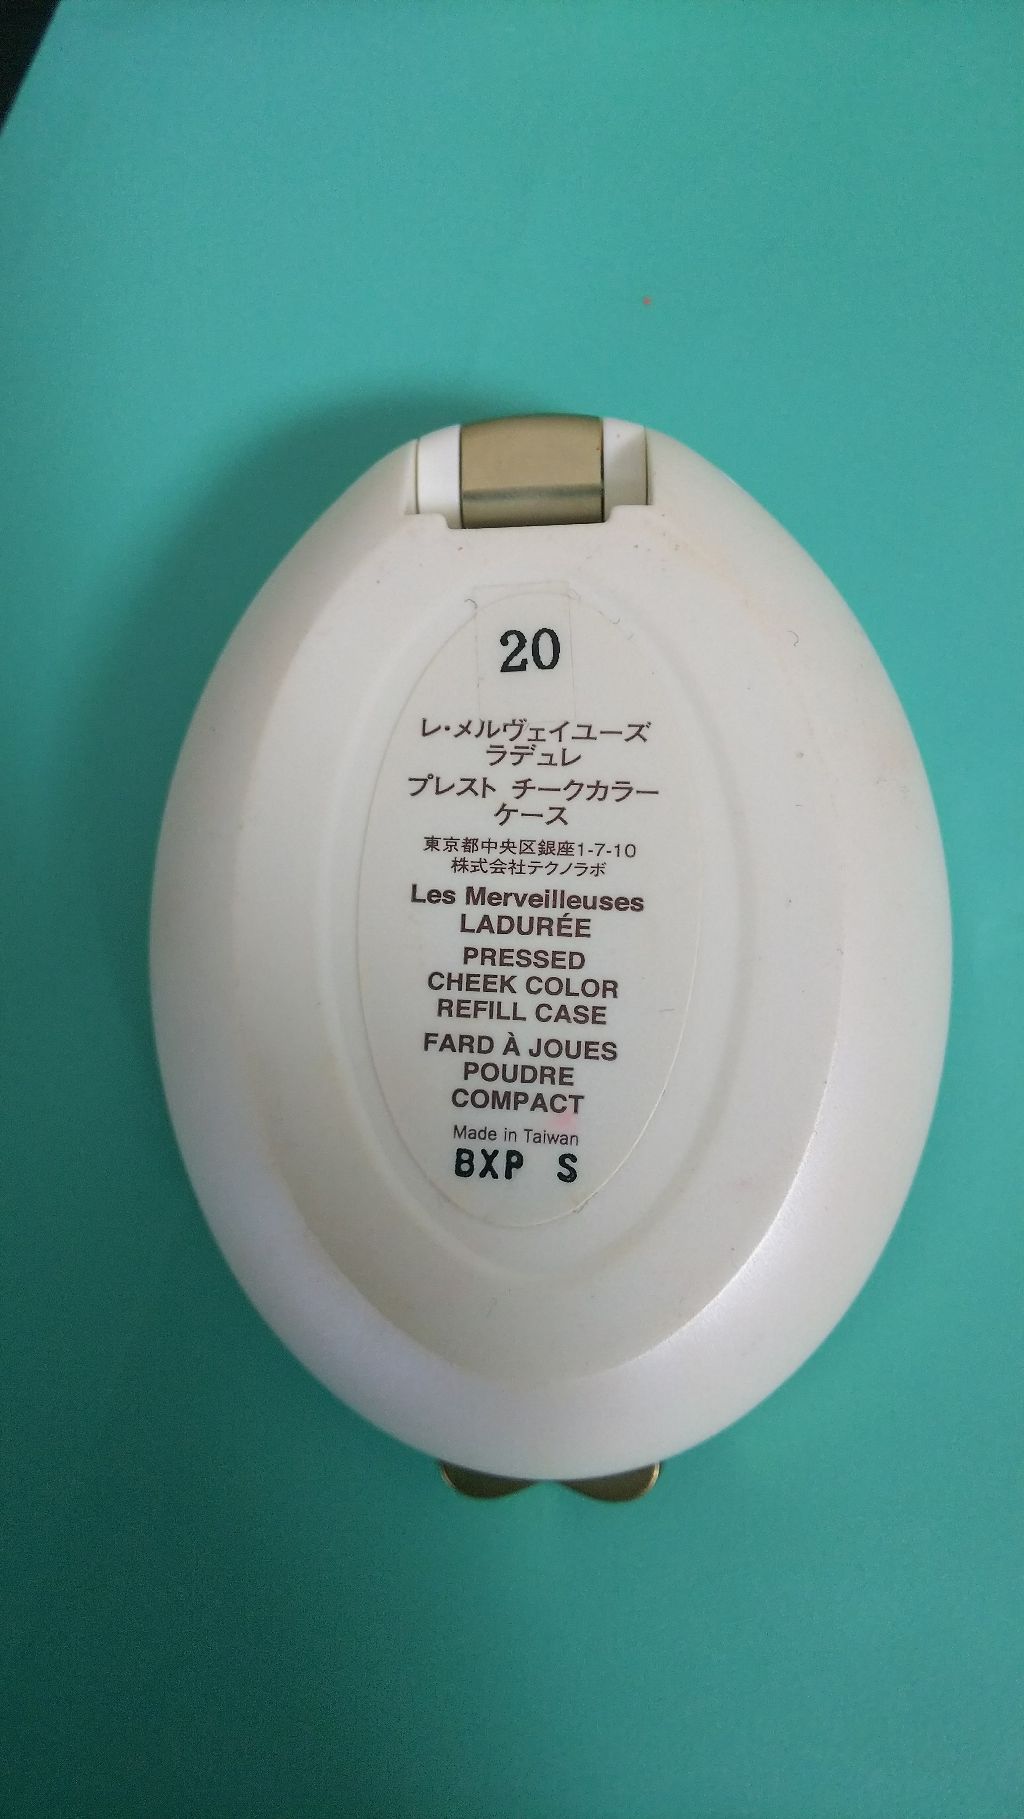 20
レ・メルヴェイユーズ
ラデュレ
プレスト チークカラー
ケース
東京都中央区銀座1-7-10
株式会社テクノラボ
Les Merveilleuses
LADURÉE
PRESSED
CHEEK COLOR
REFILL CASE
FARD À JOUES
POUDRE
COMPACT
Made in Taiwan
BXP S